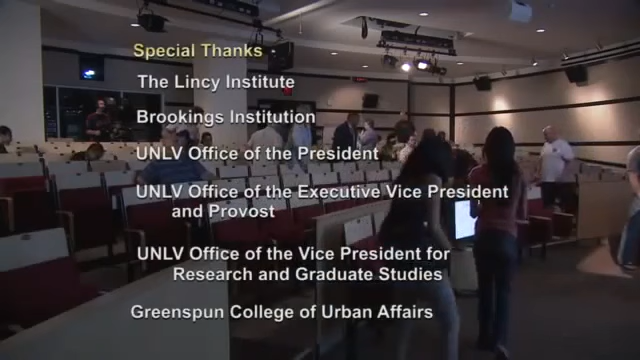 Special Thanks
The Lincy Institute
Brookings Institution
UNLV Office of the President
UNLV Office of the Executive Vice President
and Provost
UNLV Office of the Vice President for
Research and Graduate Studies
Greenspun College of Urban Affairs